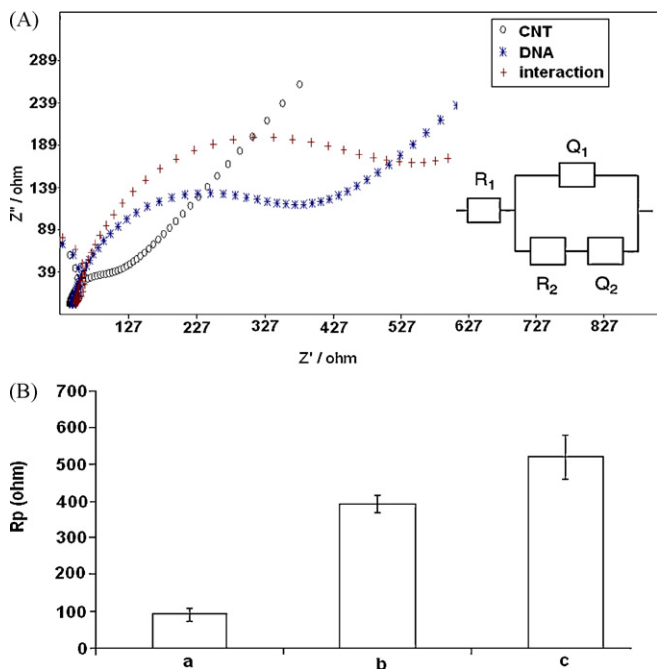 (A)
CNT
DNA
interaction
Z" / ohm
289
239
189
139
89
39
R1
Q1
R2
Q2
127 227 327 427 527 627 727 827
Z' / ohm
(B)
Rp (ohm)
700
600
500
400
300
200
100
0
a b c